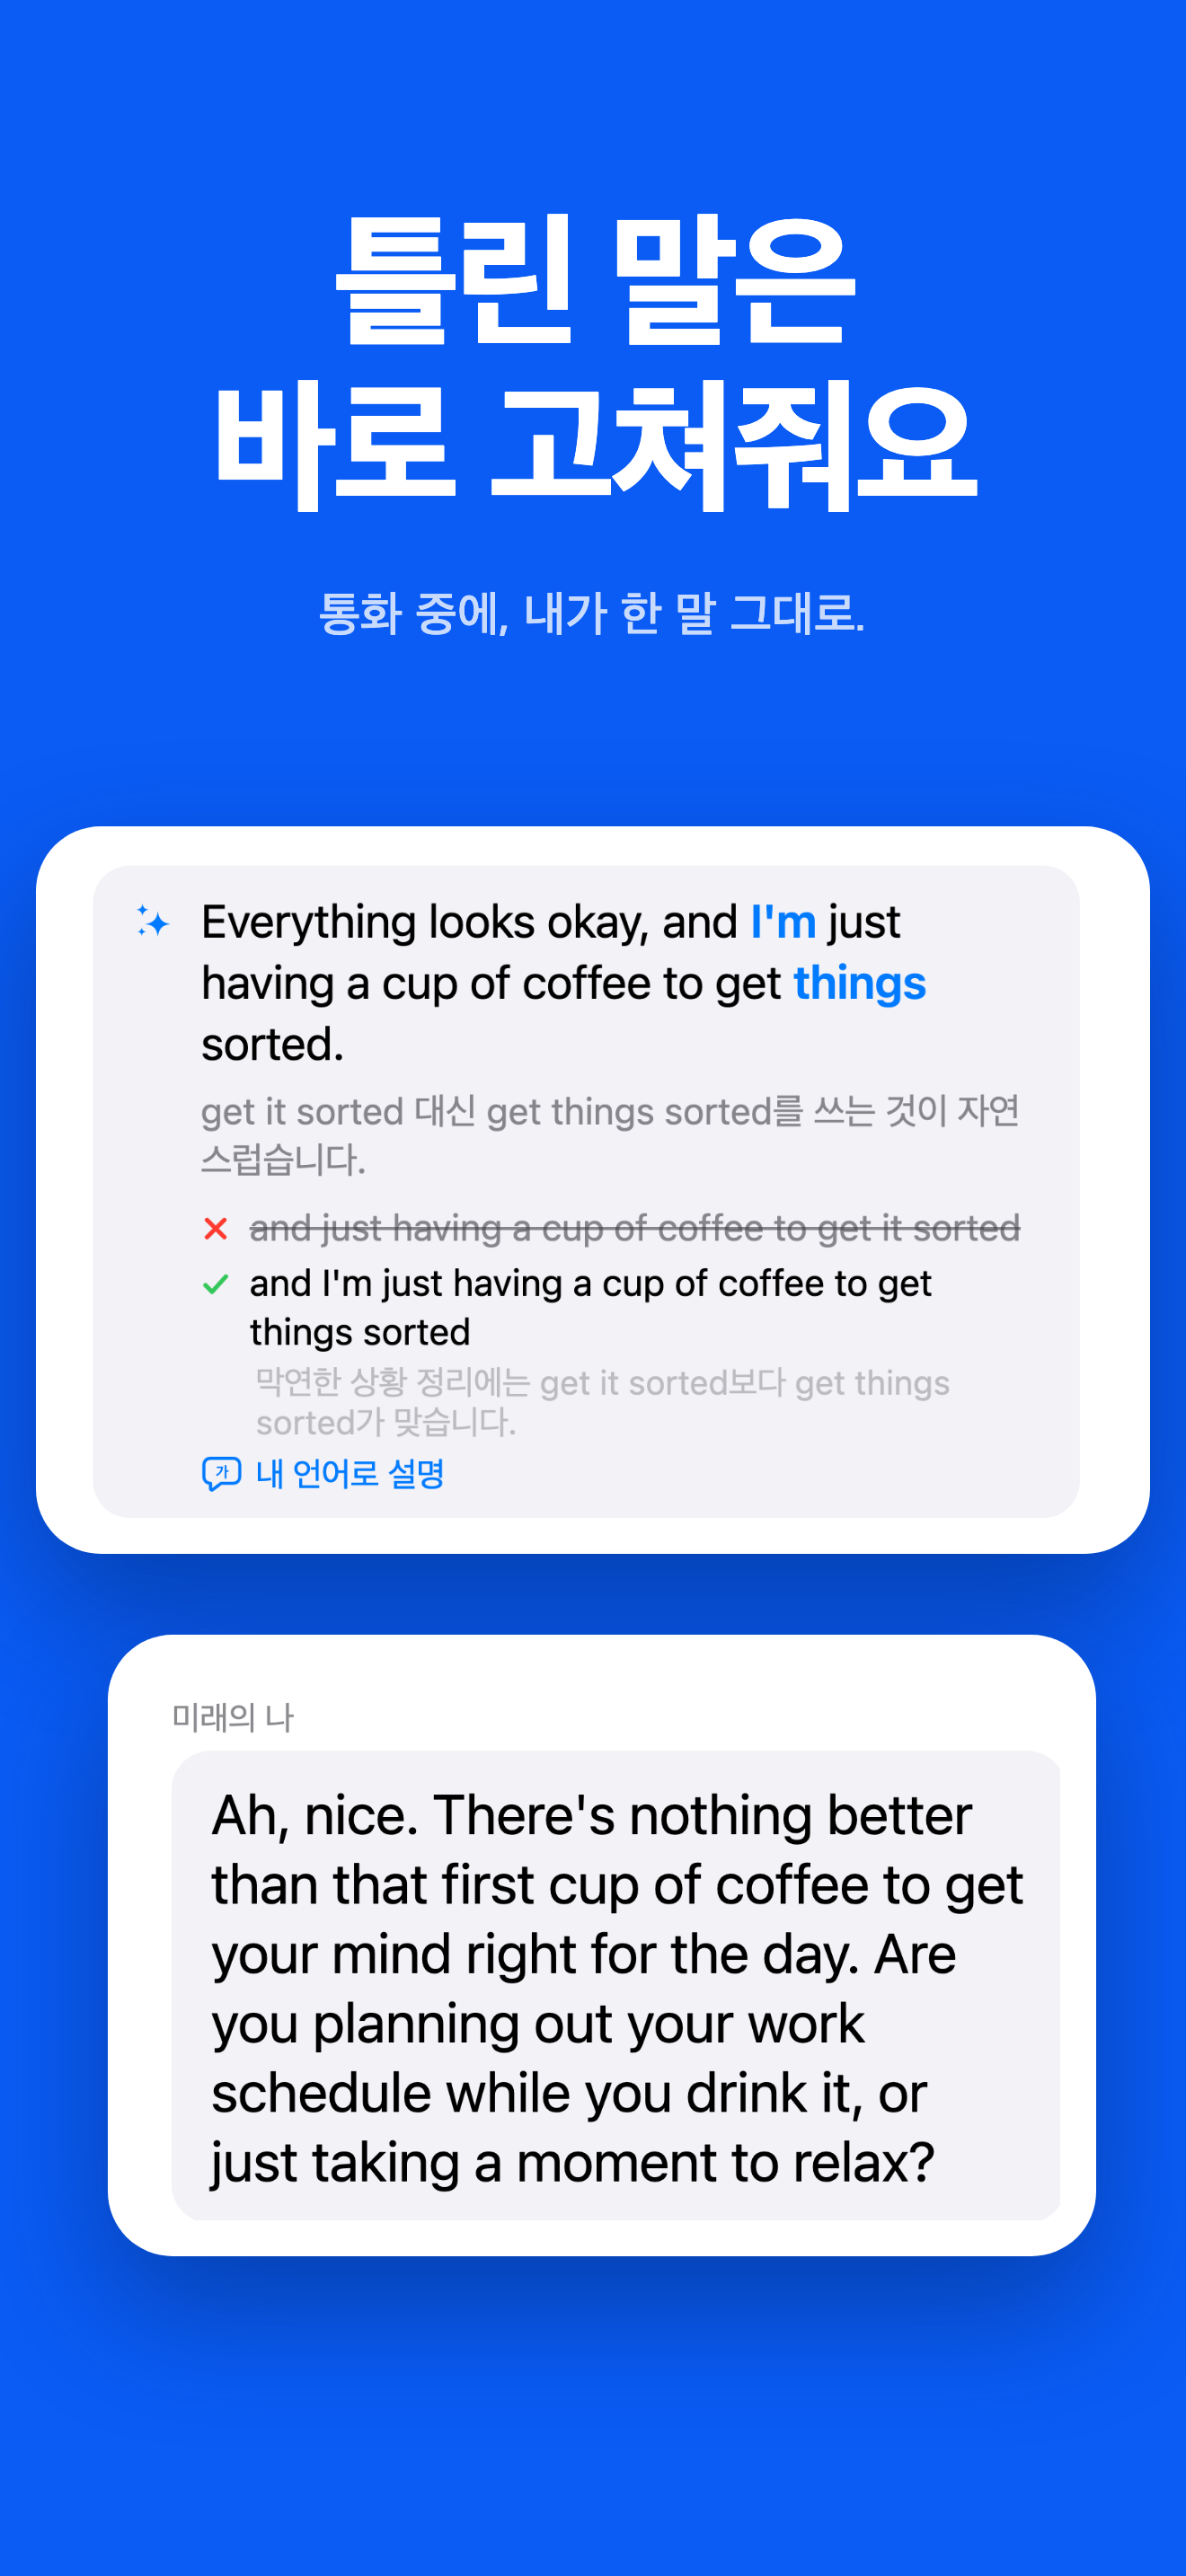 틀린 말은
바로 고쳐줘요
통화 중에, 내가 한 말 그대로.
Everything looks okay, and I'm just
having a cup of coffee to get things
sorted.
get it sorted 대신 get things sorted를 쓰는 것이 자연
스럽습니다.
and just having a cup of coffee to get it sorted
and I'm just having a cup of coffee to get
things sorted
막연한 상황 정리에는 get it sorted보다 get things
sorted가 맞습니다.
가 내 언어로 설명
미래의 나
Ah, nice. There's nothing better
than that first cup of coffee to get
your mind right for the day. Are
you planning out your work
schedule while you drink it, or
just taking a moment to relax?